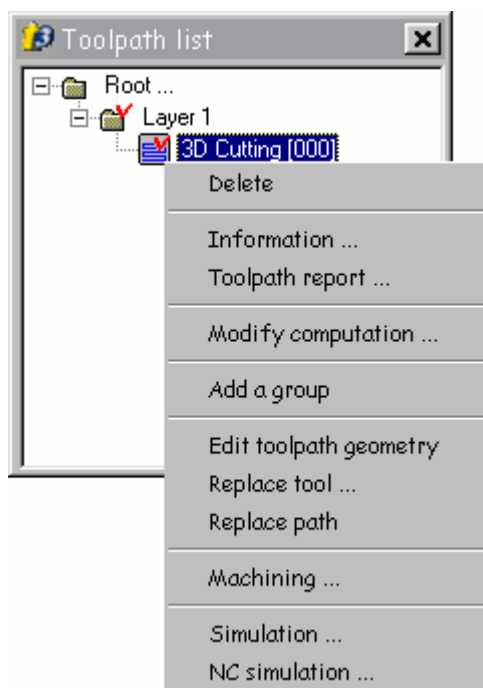 Toolpath list
Root ...
Layer 1
3D Cutting [000]
Delete
Information ...
Toolpath report ...
Modify computation ...
Add a group
Edit toolpath geometry
Replace tool ...
Replace path
Machining ...
Simulation ...
NC simulation ...